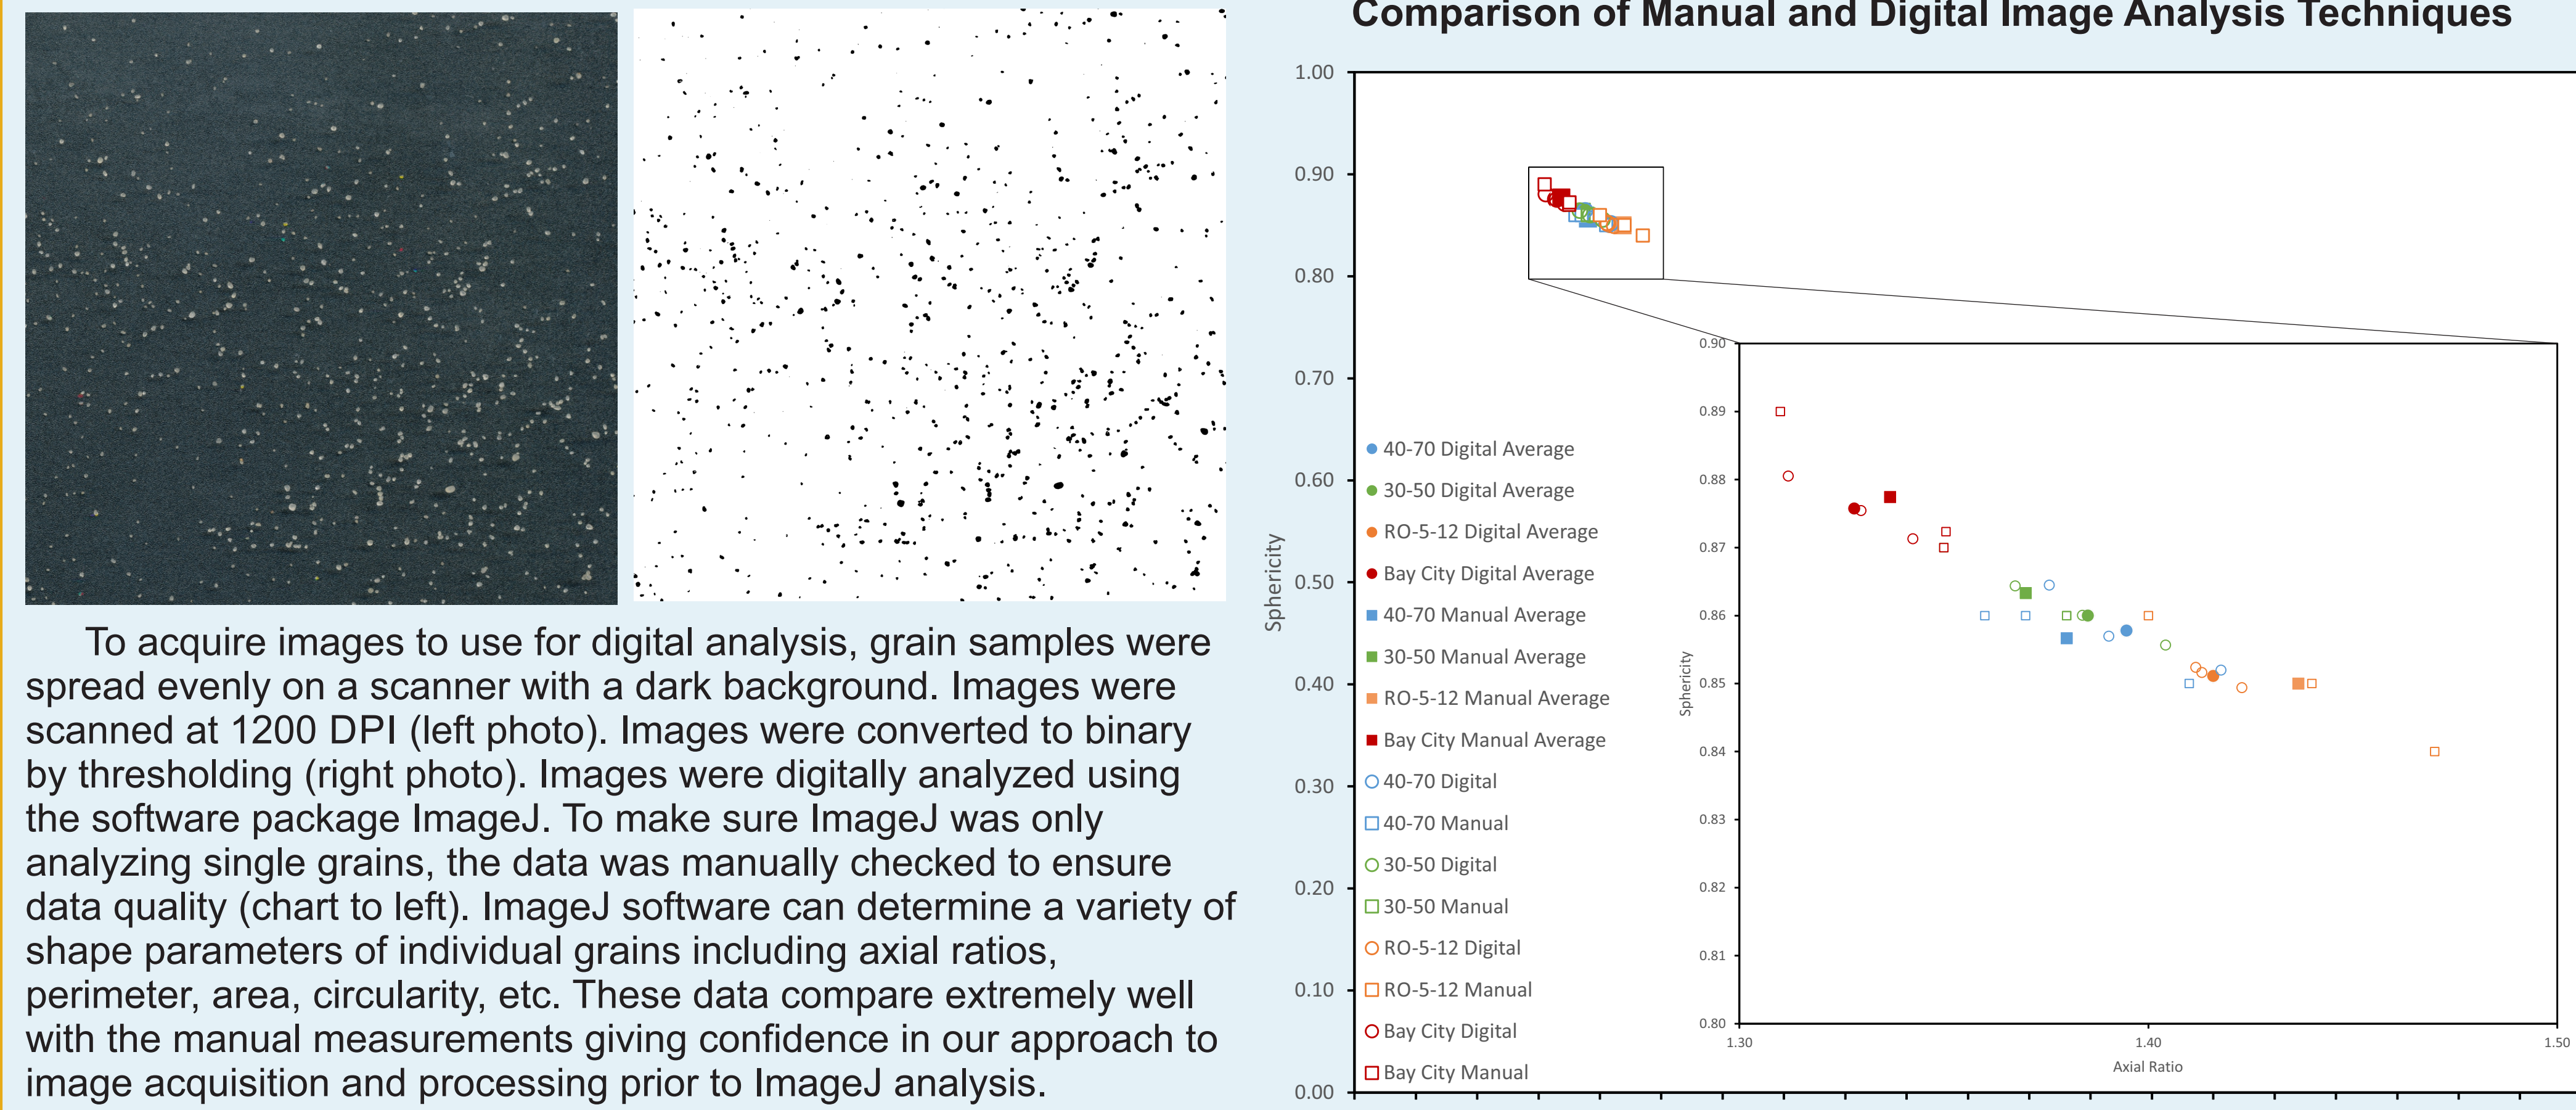 To acquire images to use for digital analysis, grain samples were
spread evenly on a scanner with a dark background. Images were
scanned at 1200 DPI (left photo). Images were converted to binary
by thresholding (right photo). Images were digitally analyzed using
the software package ImageJ. To make sure ImageJ was only
analyzing single grains, the data was manually checked to ensure
data quality (chart to left). ImageJ software can determine a variety of
shape parameters of individual grains including axial ratios,
perimeter, area, circularity, etc. These data compare extremely well
with the manual measurements giving confidence in our approach to
image acquisition and processing prior to ImageJ analysis.
Comparison of Manual and Digital Image Analysis Techniques
Sphericity
1.00
0.90
0.80
0.70
0.60
0.50
0.40
0.30
0.20
0.10
0.00
40-70 Digital Average
30-50 Digital Average
RO-5-12 Digital Average
Bay City Digital Average
40-70 Manual Average
30-50 Manual Average
RO-5-12 Manual Average
Bay City Manual Average
40-70 Digital
40-70 Manual
30-50 Digital
30-50 Manual
RO-5-12 Digital
RO-5-12 Manual
Bay City Digital
Bay City Manual
Sphericity
0.90
0.89
0.88
0.87
0.86
0.85
0.84
0.83
0.82
0.81
0.80
1.30
1.40
1.50
Axial Ratio